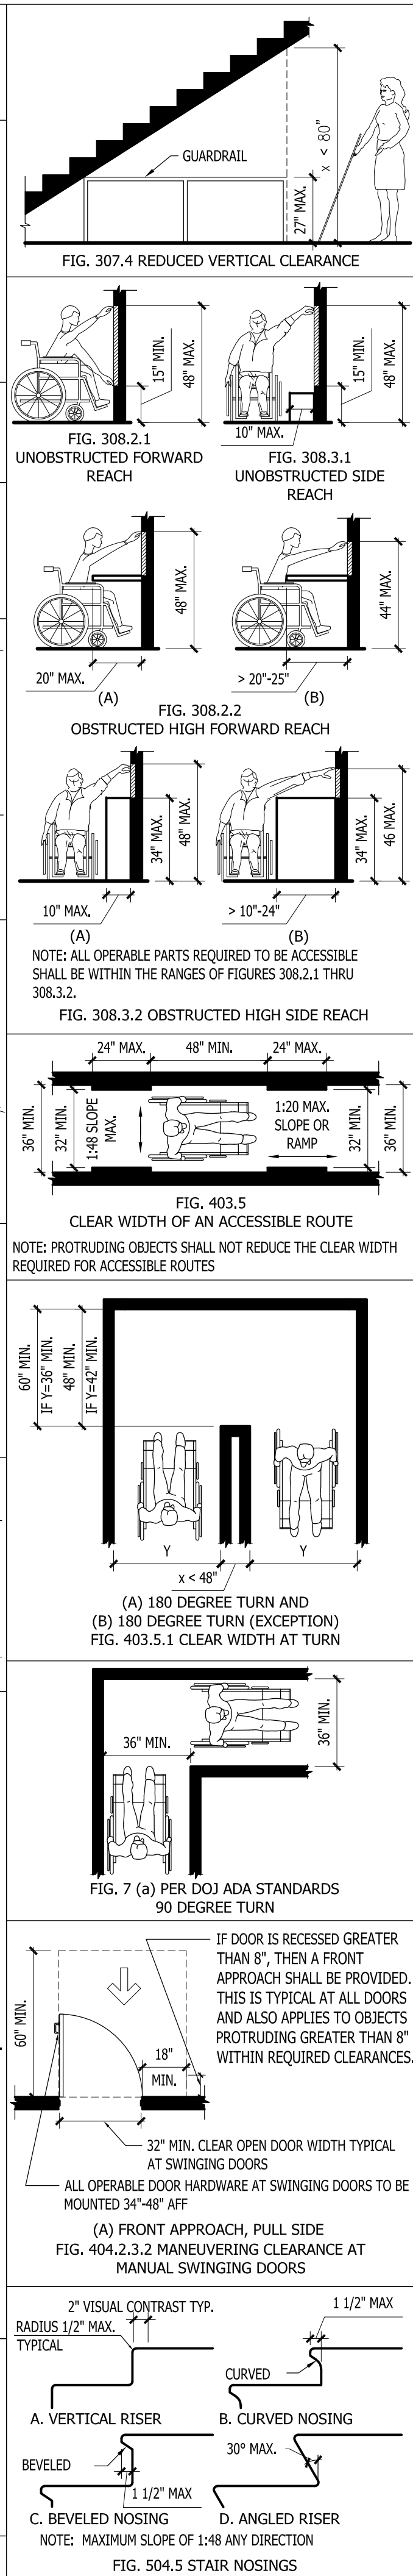 GUARDRAIL
x < 80"
27" MAX.
FIG. 307.4 REDUCED VERTICAL CLEARANCE
15" MIN.
48" MAX.
15" MIN.
48" MAX.
10" MAX.
FIG. 308.2.1
UNOBSTRUCTED FORWARD
REACH
FIG. 308.3.1
UNOBSTRUCTED SIDE
REACH
48" MAX.
44" MAX.
20" MAX.
> 20"-25"
(A)
(B)
FIG. 308.2.2
OBSTRUCTED HIGH FORWARD REACH
34" MAX.
48" MAX.
34" MAX.
46 MAX.
10" MAX.
> 10"-24"
(A)
(B)
NOTE: ALL OPERABLE PARTS REQUIRED TO BE ACCESSIBLE
SHALL BE WITHIN THE RANGES OF FIGURES 308.2.1 THRU
308.3.2.
FIG. 308.3.2 OBSTRUCTED HIGH SIDE REACH
24" MAX.
48" MIN.
24" MAX.
36" MIN.
32" MIN.
1:48 SLOPE
MAX.
1:20 MAX.
SLOPE OR
RAMP
32" MIN.
36" MIN.
FIG. 403.5
CLEAR WIDTH OF AN ACCESSIBLE ROUTE
NOTE: PROTRUDING OBJECTS SHALL NOT REDUCE THE CLEAR WIDTH
REQUIRED FOR ACCESSIBLE ROUTES
60" MIN.
IF Y=36" MIN.
48" MIN.
IF Y=42" MIN.
Y
Y
x < 48"
(A) 180 DEGREE TURN AND
(B) 180 DEGREE TURN (EXCEPTION)
FIG. 403.5.1 CLEAR WIDTH AT TURN
36" MIN.
36" MIN.
FIG. 7 (a) PER DOJ ADA STANDARDS
90 DEGREE TURN
IF DOOR IS RECESSED GREATER
THAN 8", THEN A FRONT
APPROACH SHALL BE PROVIDED.
THIS IS TYPICAL AT ALL DOORS
AND ALSO APPLIES TO OBJECTS
PROTRUDING GREATER THAN 8"
WITHIN REQUIRED CLEARANCES.
60" MIN.
18"
MIN.
32" MIN. CLEAR OPEN DOOR WIDTH TYPICAL
AT SWINGING DOORS
ALL OPERABLE DOOR HARDWARE AT SWINGING DOORS TO BE
MOUNTED 34"-48" AFF
(A) FRONT APPROACH, PULL SIDE
FIG. 404.2.3.2 MANEUVERING CLEARANCE AT
MANUAL SWINGING DOORS
2" VISUAL CONTRAST TYP.
RADIUS 1/2" MAX.
TYPICAL
1 1/2" MAX
CURVED
A. VERTICAL RISER
B. CURVED NOSING
BEVELED
1 1/2" MAX
30° MAX.
C. BEVELED NOSING
D. ANGLED RISER
NOTE: MAXIMUM SLOPE OF 1:48 ANY DIRECTION
FIG. 504.5 STAIR NOSINGS